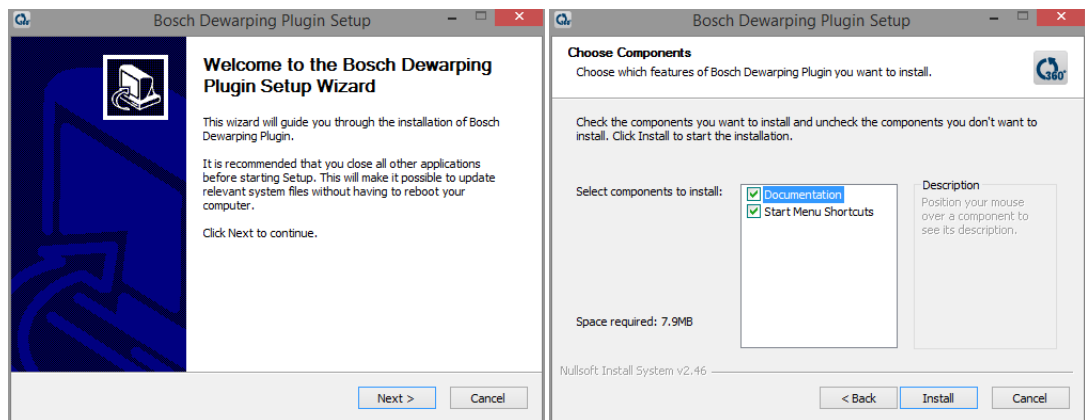 Bosch Dewarping Plugin Setup
Welcome to the Bosch Dewarping
Plugin Setup Wizard
This wizard will guide you through the installation of Bosch
Dewarping Plugin.
It is recommended that you close all other applications
before starting Setup. This will make it possible to update
relevant system files without having to reboot your
computer.
Click Next to continue.
Next >
Cancel
Bosch Dewarping Plugin Setup
Choose Components
Choose which features of Bosch Dewarping Plugin you want to install.
360°
Check the components you want to install and uncheck the components you don't want to
install. Click Install to start the installation.
Select components to install:
Documentation
Start Menu Shortcuts
Description
Position your mouse
over a component to
see its description.
Space required: 7.9MB
Nullsoft Install System v2.46
< Back
Install
Cancel